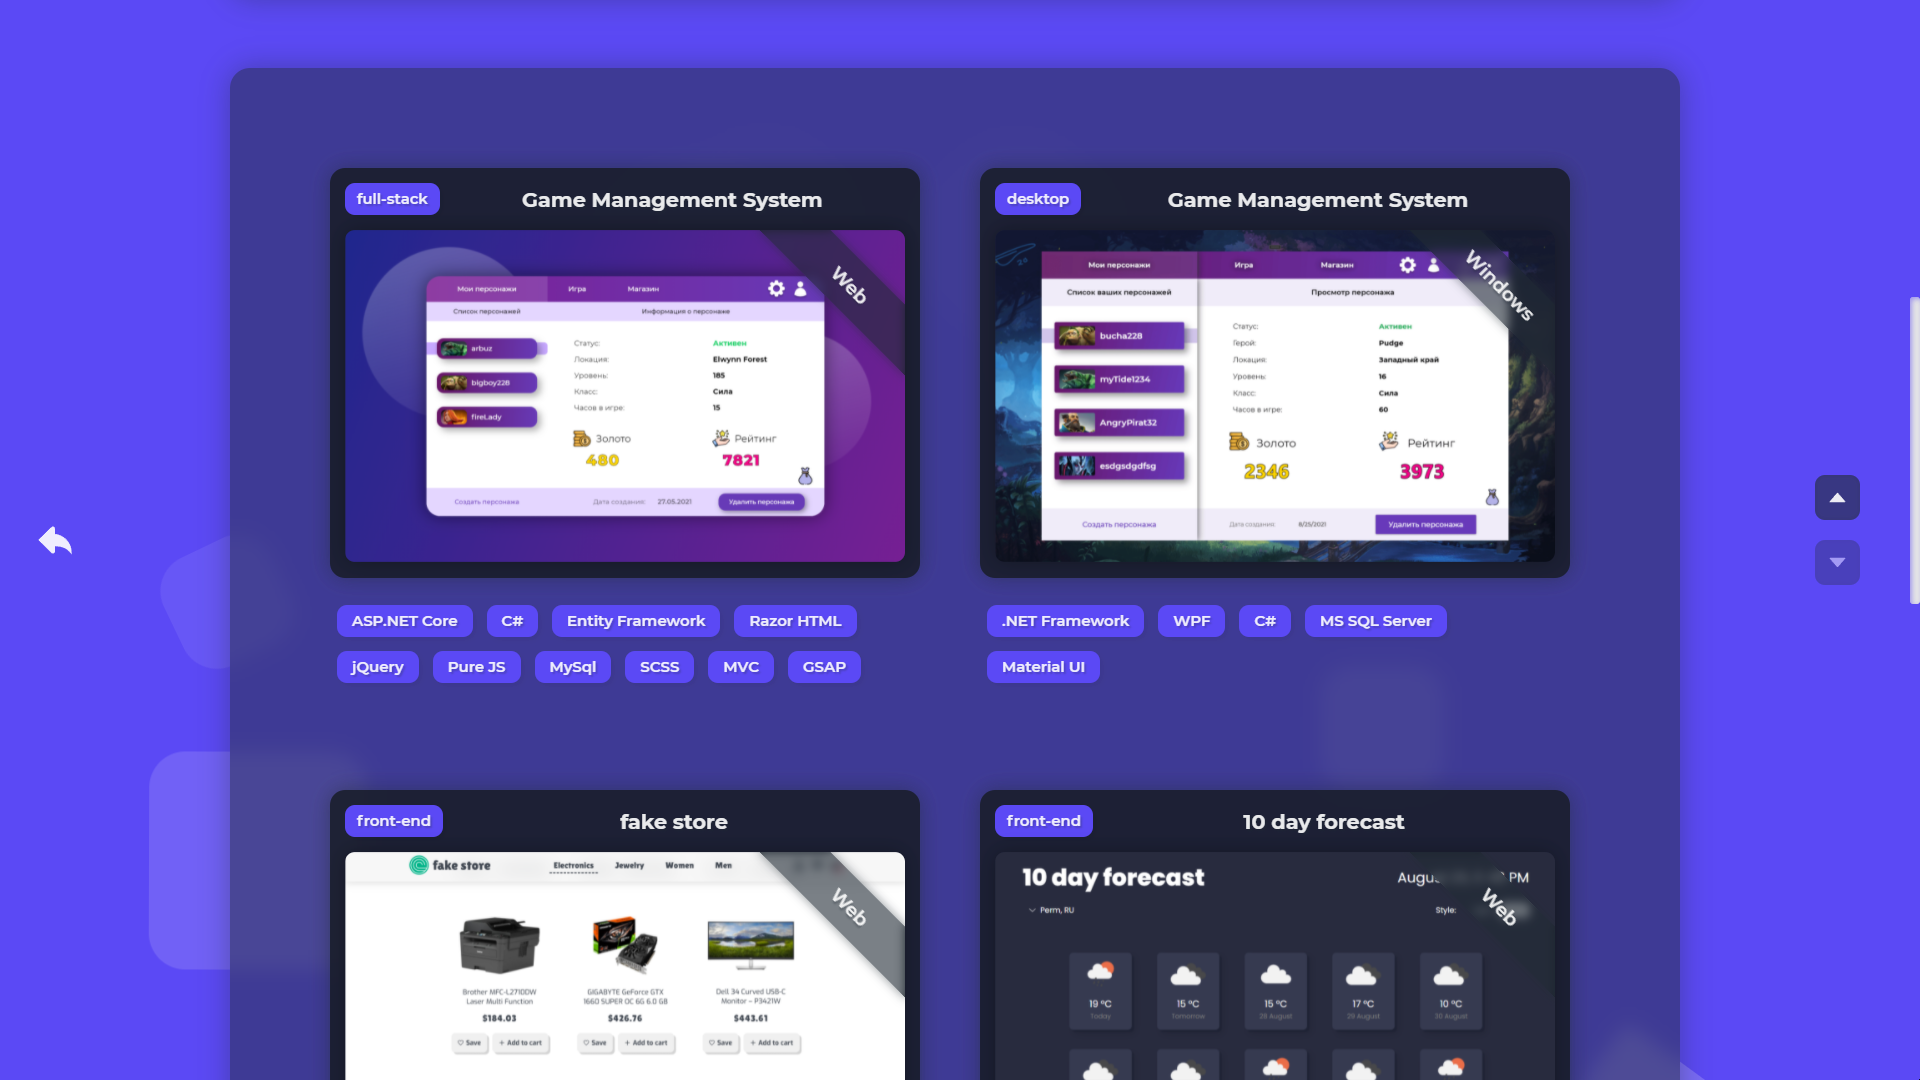 full-stack
Game Management System
Web
Мои персонажи
Игра
Магазин
Список персонажей
Информация о персонаже
arbuz
bigboy228
fireLady
Статус:
Активен
Локация:
Elwynn Forest
Уровень:
185
Класс:
Сила
Часов в игре:
15
Золото
480
Рейтинг
7821
Создать персонажа
Дата создания:
27.05.2021
Удалить персонажа
ASP.NET Core
C#
Entity Framework
Razor HTML
jQuery
Pure JS
MySql
SCSS
MVC
GSAP
desktop
Game Management System
Windows
Мои персонажи
Игра
Магазин
Список ваших персонажей
Просмотр персонажа
bucha228
myTide1234
AngryPirat32
esdgsdgdfsg
Статус:
Активен
Герой:
Pudge
Локация:
Западный край
Уровень:
16
Класс:
Сила
Часов в игре:
60
Золото
2346
Рейтинг
3973
Создать персонажа
Дата создания:
6/25/2021
Удалить персонажа
.NET Framework
WPF
C#
MS SQL Server
Material UI
front-end
fake store
Web
fake store
Electronics
Jewelry
Women
Men
Brother MFC-L2710DW
Laser Multi Function
$184.03
Save
+ Add to cart
GIGABYTE GeForce GTX
1660 SUPER OC 6G 6.0 GB
$426.76
Save
+ Add to cart
Dell 34 Curved USB-C
Monitor – P3421W
$443.61
Save
+ Add to cart
front-end
10 day forecast
Web
10 day forecast
PM
Perm, RU
Style:
19 °C
Today
15 °C
Tomorrow
15 °C
28 August
17 °C
29 August
10 °C
30 August